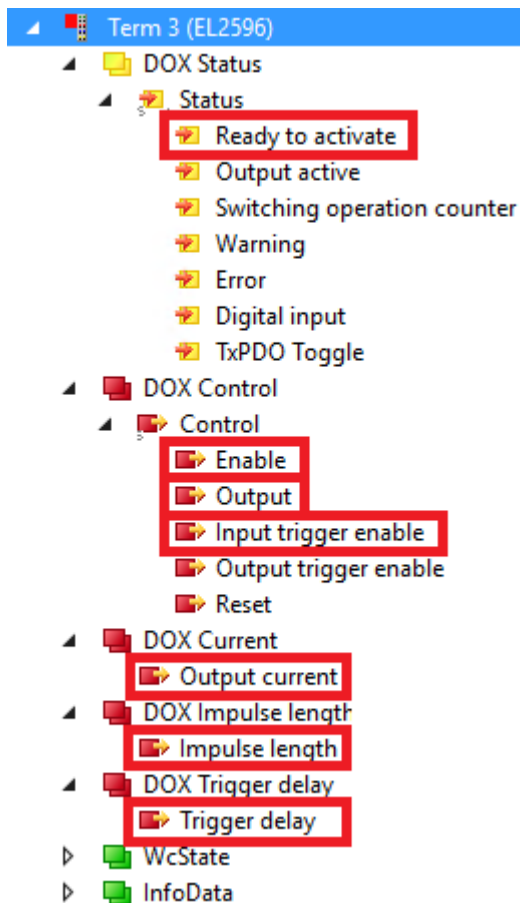 Term 3 (EL2596)
DOX Status
Status
Ready to activate
Output active
Switching operation counter
Warning
Error
Digital input
TxPDO Toggle
DOX Control
Control
Enable
Output
Input trigger enable
Output trigger enable
Reset
DOX Current
Output current
DOX Impulse length
Impulse length
DOX Trigger delay
Trigger delay
WcState
InfoData